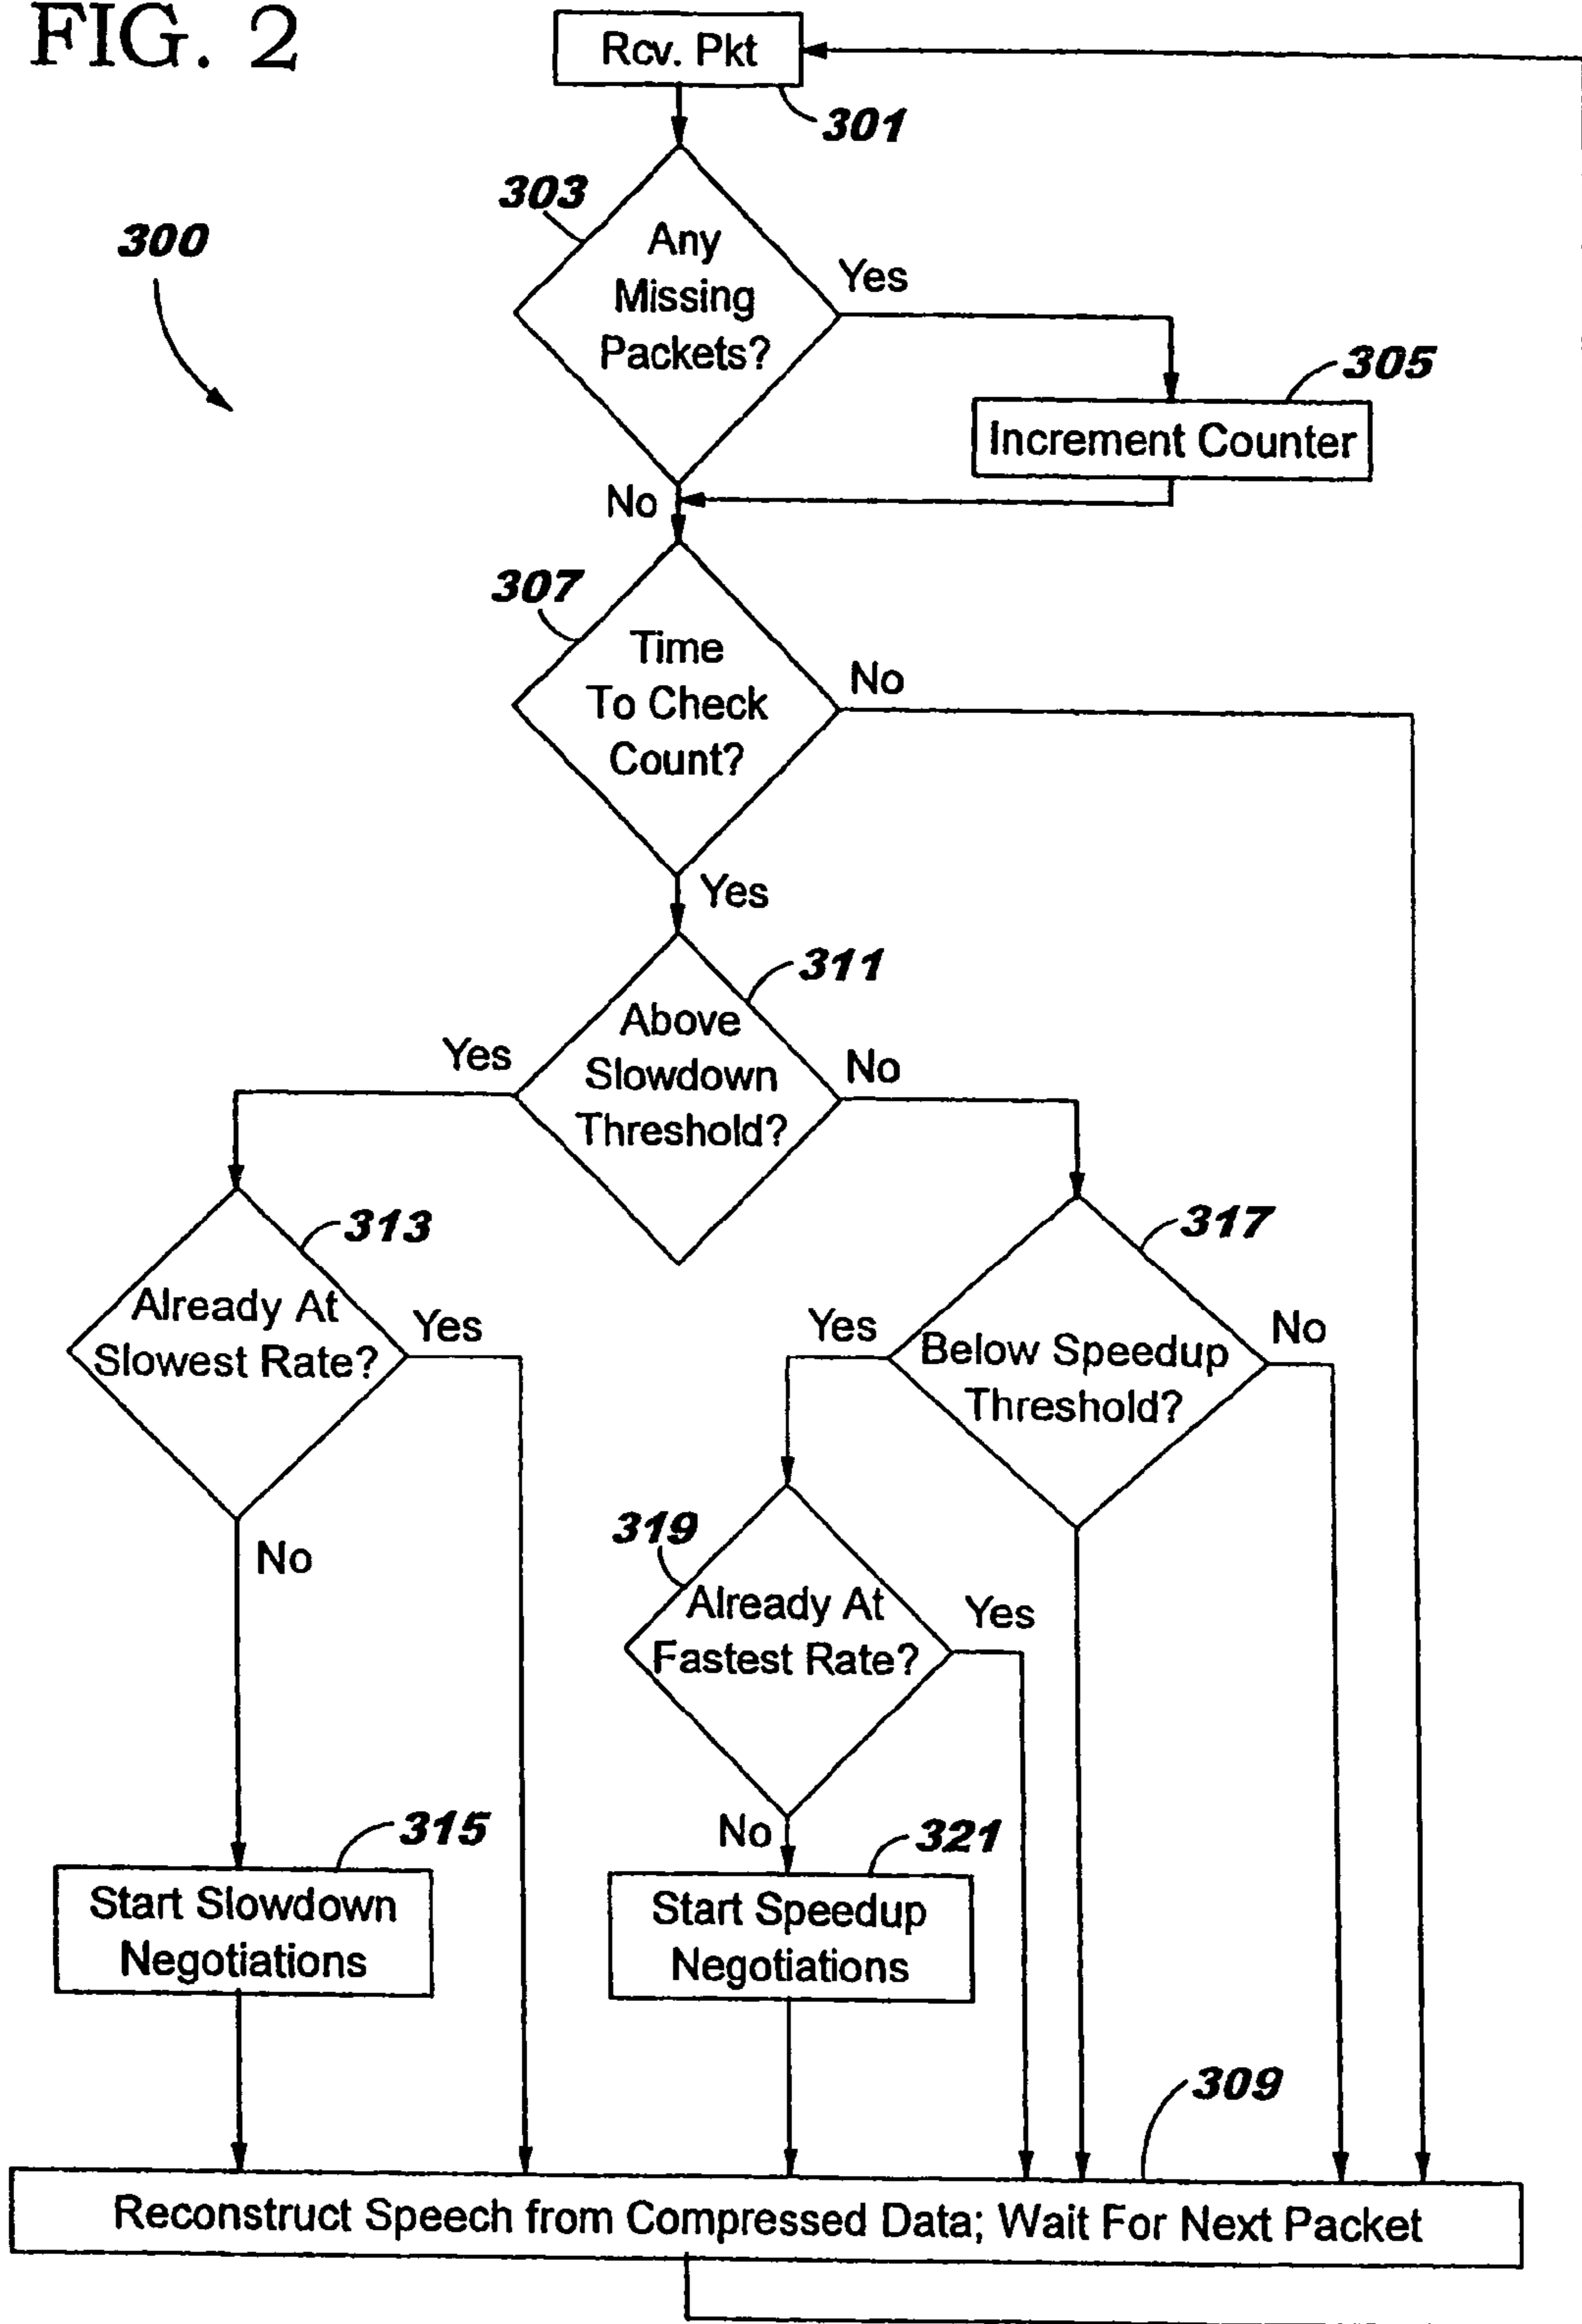 FIG. 2
Rcv. Pkt
301
303
300
Any
Missing
Packets?
Yes
305
Increment Counter
No
307
Time
To Check
Count?
No
Yes
311
Above
Slowdown
Threshold?
Yes
No
313
Already At
Slowest Rate?
Yes
No
317
Below Speedup
Threshold?
Yes
No
319
Already At
Fastest Rate?
Yes
No
315
Start Slowdown
Negotiations
321
Start Speedup
Negotiations
309
Reconstruct Speech from Compressed Data; Wait For Next Packet